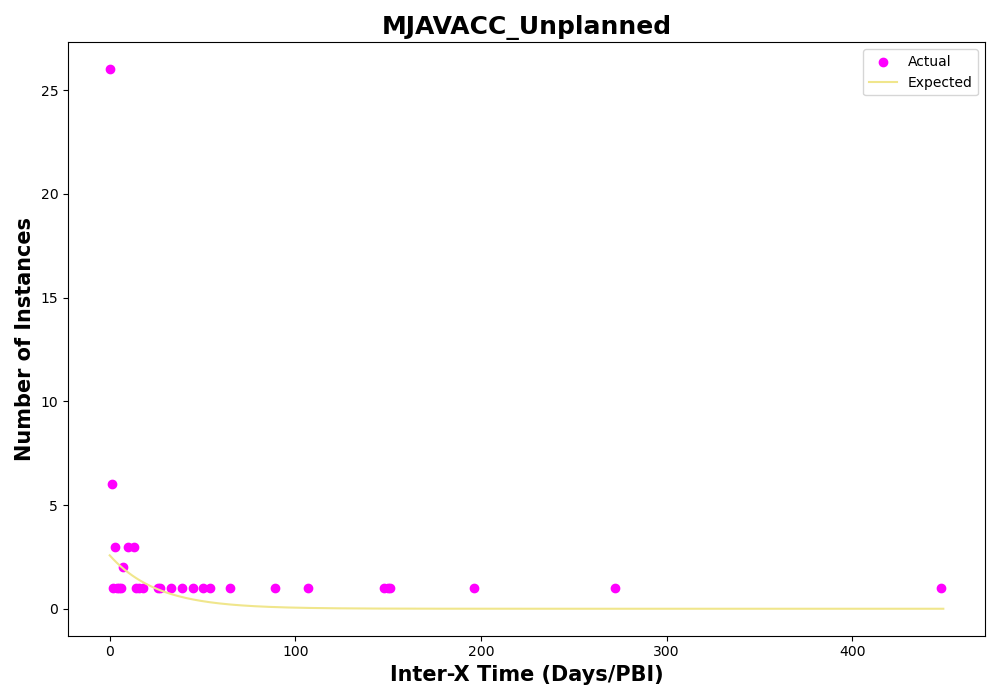 MJAVACC_Unplanned
Actual
Expected
25
20
15
10
5
0
Number of Instances
0 100 200 300 400
Inter-X Time (Days/PBI)